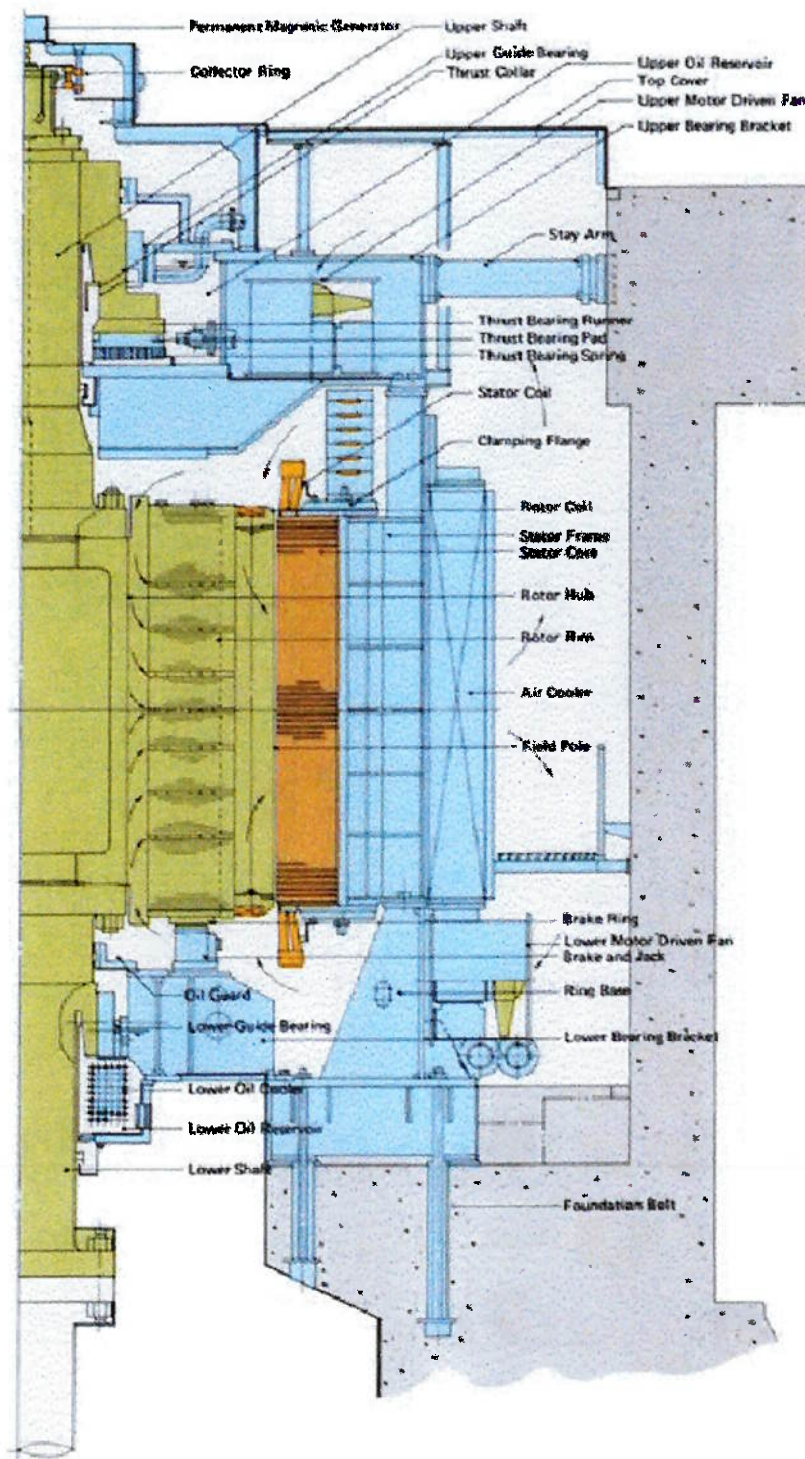 Permanent Magnetic Generator
Upper Shaft
Upper Guide Bearing
Collector Ring
Thrust Collar
Upper Oil Reservoir
Top Cover
Upper Motor Driven Fan
Upper Bearing Bracket
Stay Arm
Thrust Bearing Runner
Thrust Bearing Pad
Thrust Bearing Spring
Stator Coil
Clamping Flange
Rotor Coil
Stator Frame
Stator Core
Rotor Hub
Rotor Rim
Air Cooler
Field Pole
Brake Ring
Lower Motor Driven Fan
Brake and Jack
Oil Guard
Ring Base
Lower Guide Bearing
Lower Bearing Bracket
Lower Oil Cooler
Lower Oil Reservoir
Lower Shaft
Foundation Bolt